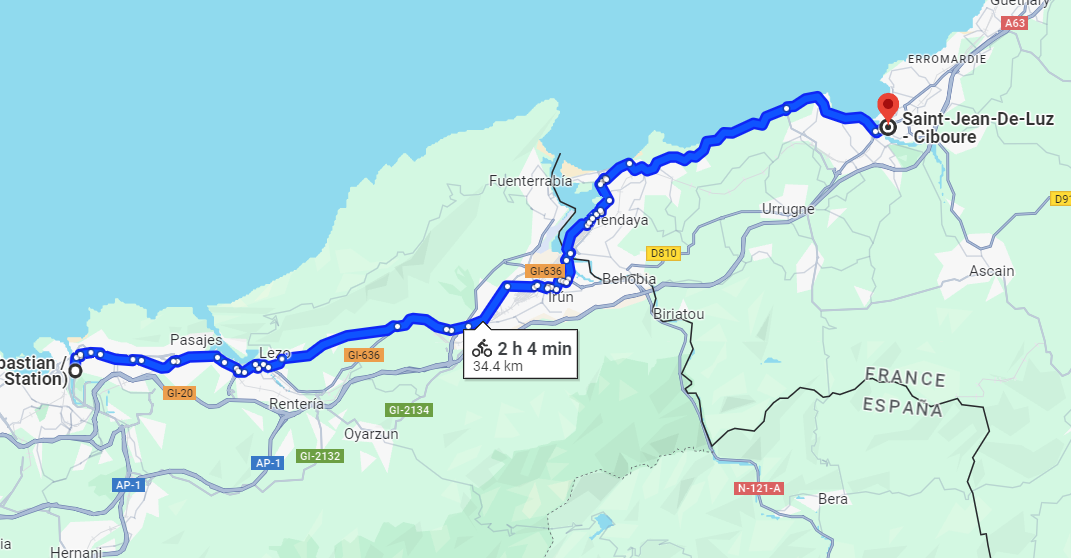 Guéthary
A63
ERROMARDIE
Saint-Jean-De-Luz
- Ciboure
Fuenterrabía
D91
Urrugne
Hendaya
D810
Ascain
GI-636
Behobia
Irún
Biriatou
Pasajes
2 h 4 min
34.4 km
Lezo
GI-636
bastian /
Station)
GI-20
FRANCE
ESPAÑA
Rentería
GI-2134
Oyarzun
GI-2132
AP-1
AP-1
N-121-A
Bera
ia
Hernani